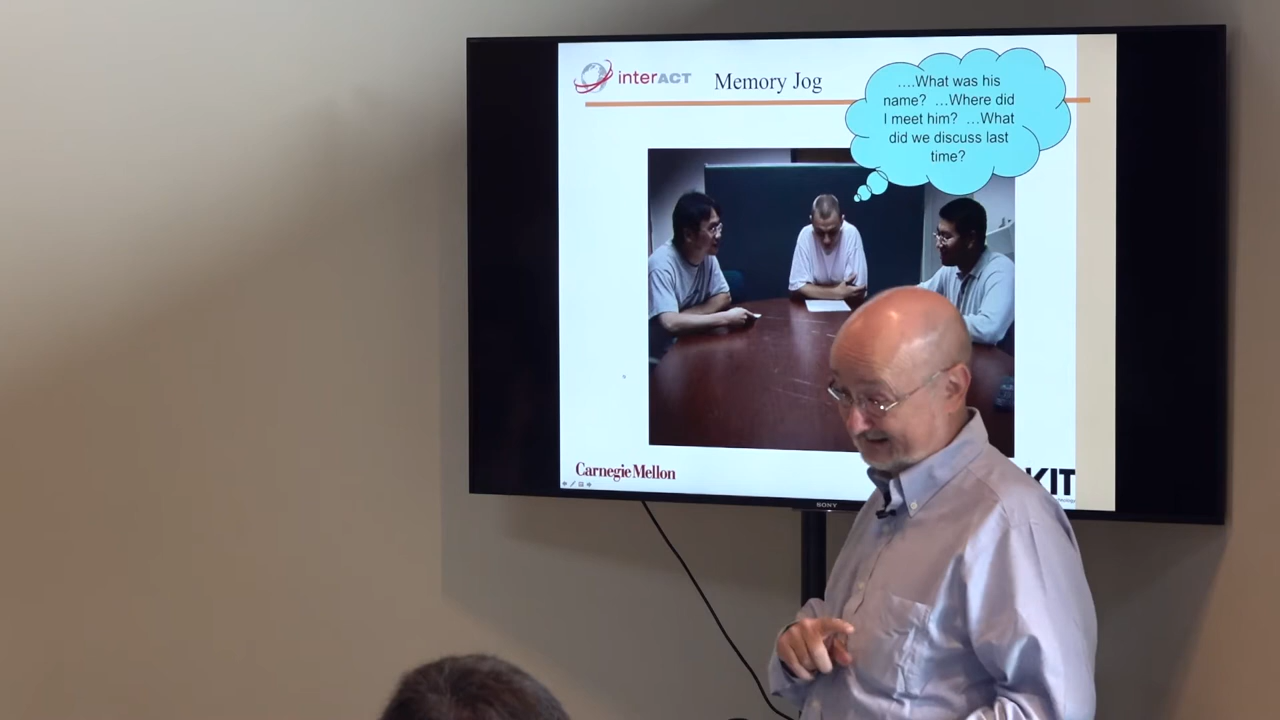 interACT
Memory Jog
....What was his
name? ...Where did
I meet him? ...What
did we discuss last
time?
Carnegie Mellon
KIT
SONY